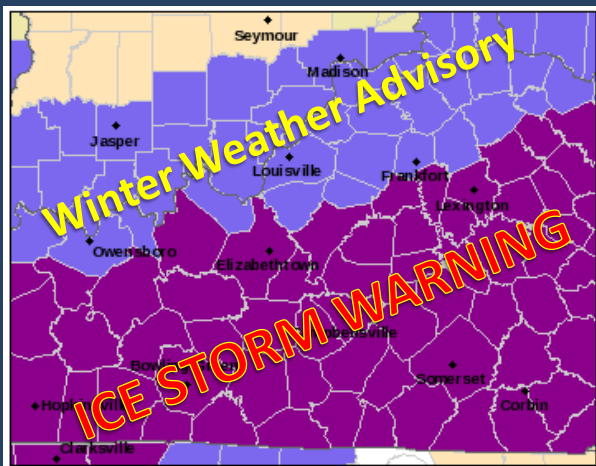 Seymour
Madison
Winter Weather Advisory
Jasper
Louisville
Frankfort
Lexington
Owensboro
Elizabethtown
ICE STORM WARNING
Somerset
Corbin
Clarksville